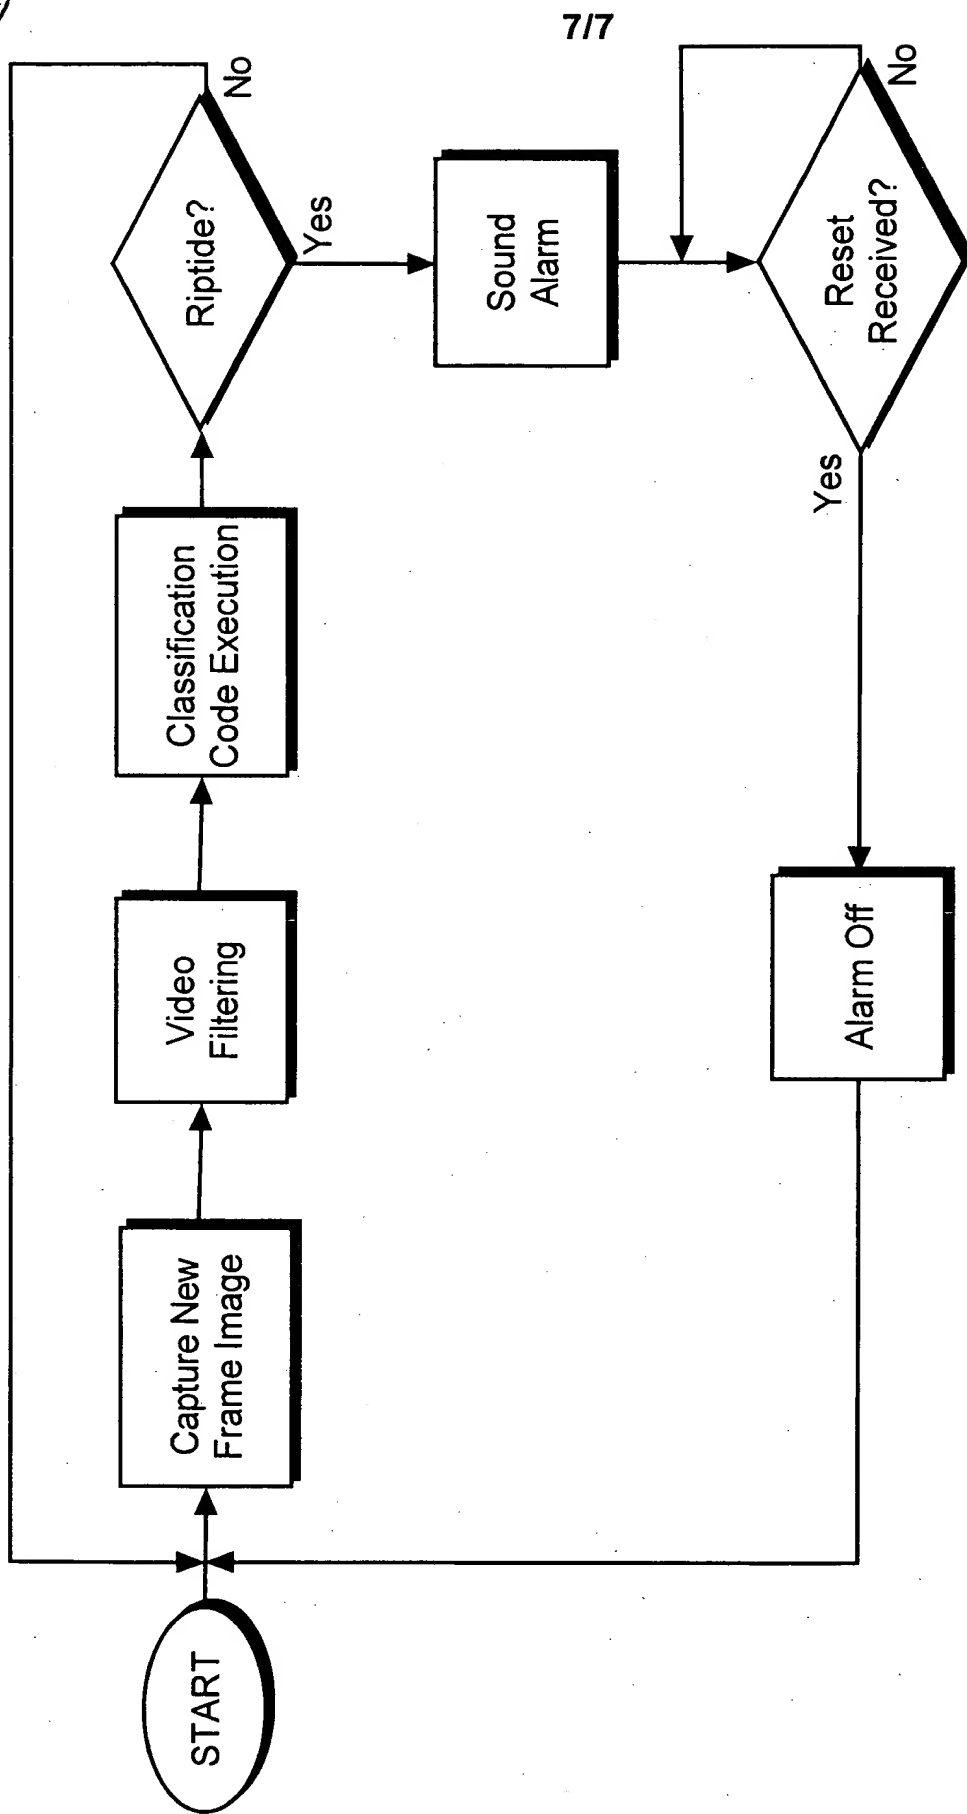 7/7
START
Capture New
Frame Image
Video
Filtering
Classification
Code Execution
Riptide?
No
Yes
Sound
Alarm
Reset
Received?
No
Yes
Alarm Off